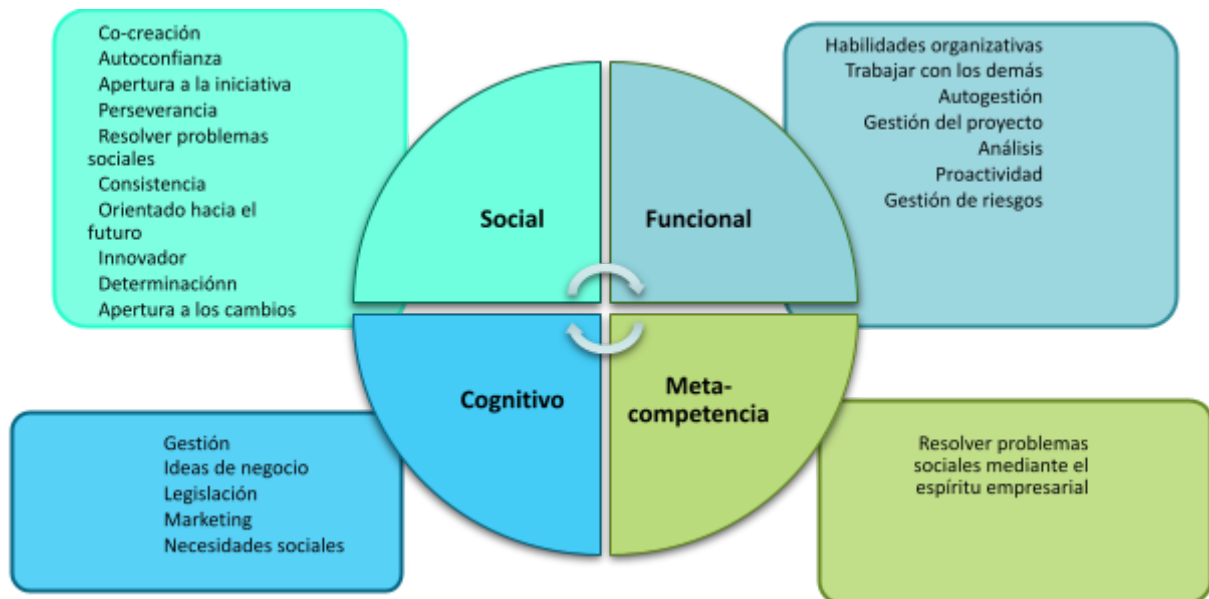 Co-creación
Autoconfianza
Apertura a la iniciativa
Perseverancia
Resolver problemas
sociales
Consistencia
Orientado hacia el
futuro
Innovador
Determinaciónn
Apertura a los cambios
Habilidades organizativas
Trabajar con los demás
Autogestión
Gestión del proyecto
Análisis
Proactividad
Gestión de riesgos
Social
Funcional
Cognitivo
Meta-
competencia
Gestión
Ideas de negocio
Legislación
Marketing
Necesidades sociales
Resolver problemas
sociales mediante el
espíritu empresarial